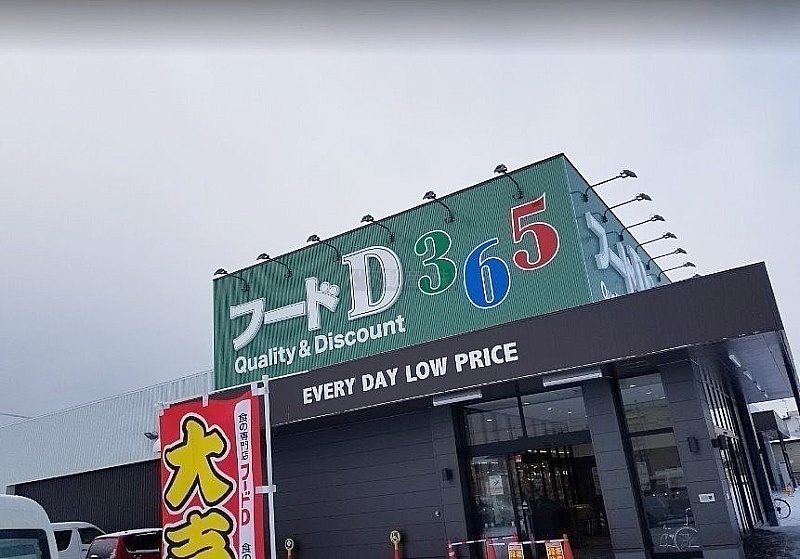 フードD365
Quality & Discount
EVERY DAY LOW PRICE
食の専門店 フードD
大